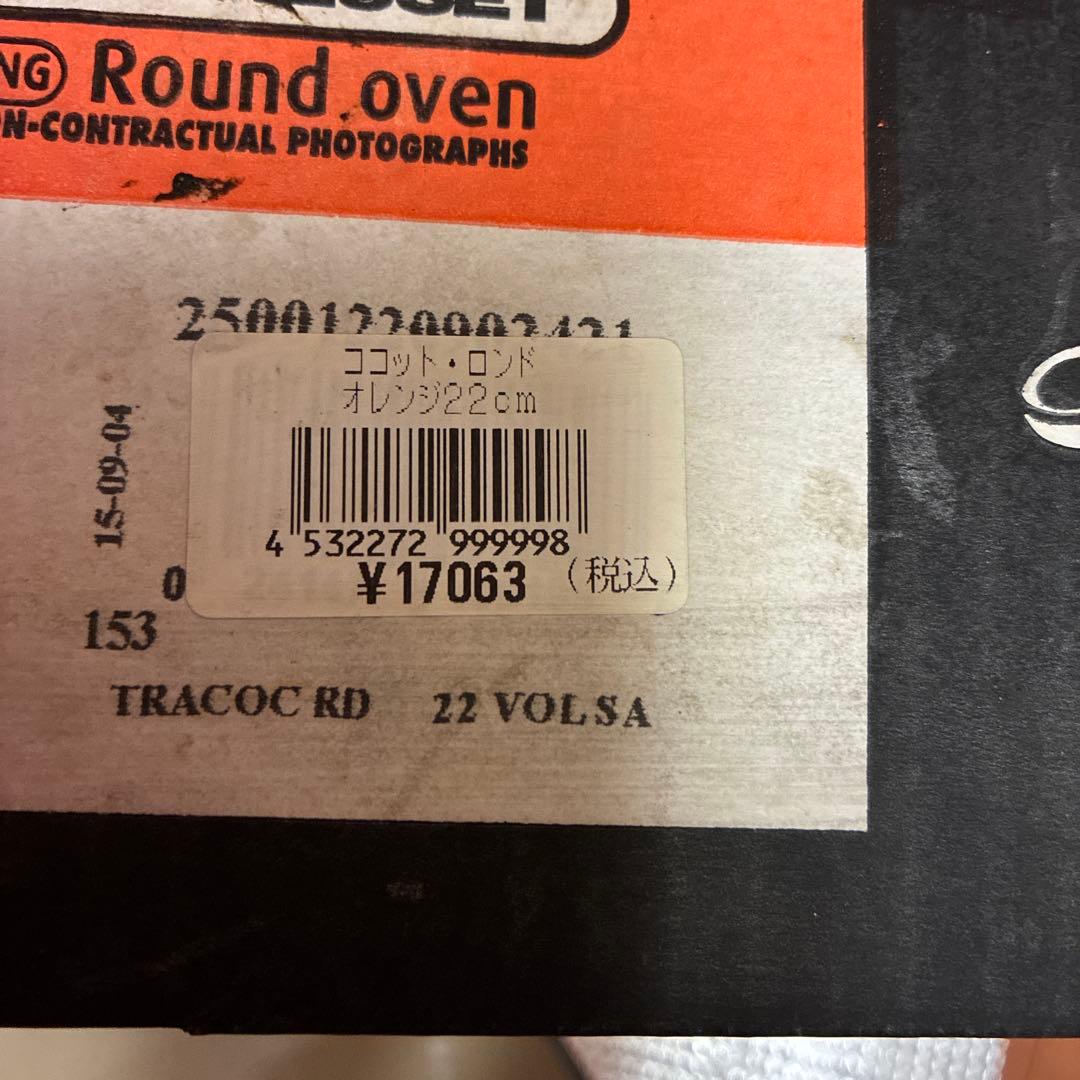 NG Round oven
N-CONTRACTUAL PHOTOGRAPHS
ココット・ロンド
オレンジ22cm
4 532272 999998
¥17063 (税込)
15-09-04
0
153
TRACOC RD 22 VOLSA